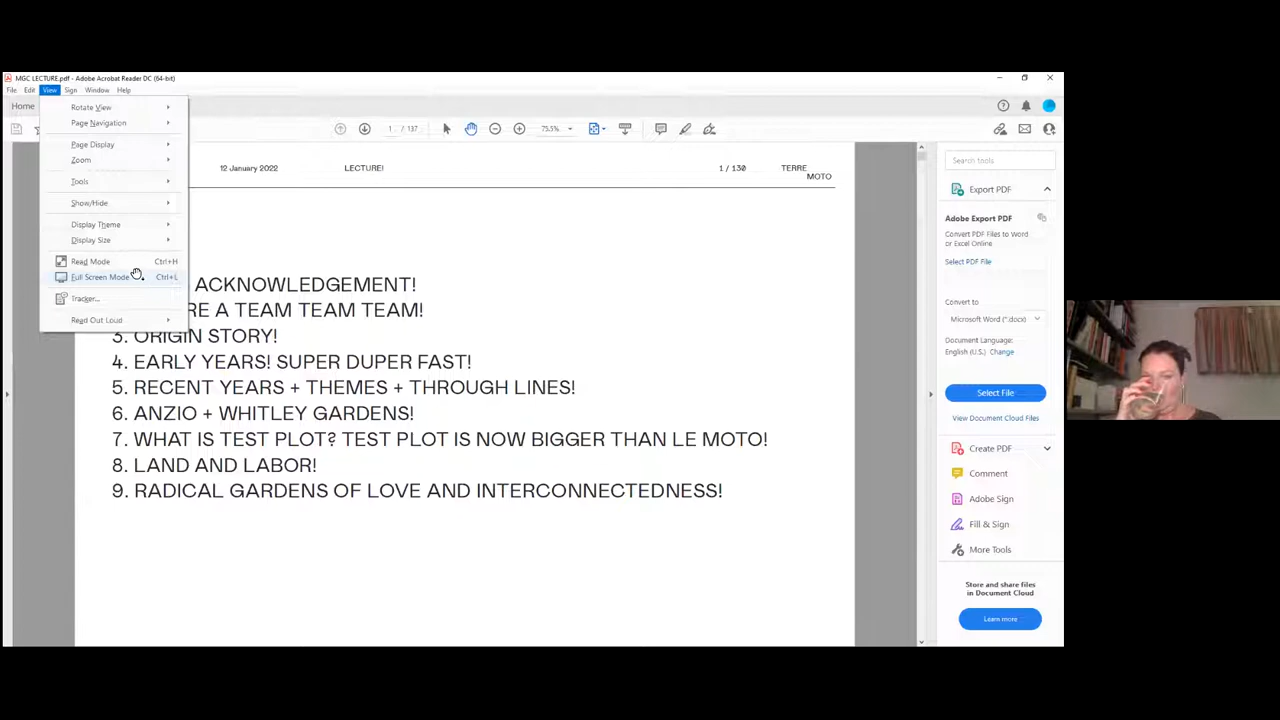 MGC LECTURE.pdf - Adobe Acrobat Reader DC (64-bit)
File Edit View Sign Window Help
Home
Rotate View
Page Navigation
Page Display
Zoom
Tools
Show/Hide
Display Theme
Display Size
Read Mode Ctrl+H
Full Screen Mode Ctrl+L
Tracker...
Read Out Loud
1 / 137
75.5%
12 January 2022 LECTURE! 1 / 130 TERRE
MOTO
ACKNOWLEDGEMENT!
RE A TEAM TEAM TEAM!
3. ORIGIN STORY!
4. EARLY YEARS! SUPER DUPER FAST!
5. RECENT YEARS + THEMES + THROUGH LINES!
6. ANZIO + WHITLEY GARDENS!
7. WHAT IS TEST PLOT? TEST PLOT IS NOW BIGGER THAN LE MOTO!
8. LAND AND LABOR!
9. RADICAL GARDENS OF LOVE AND INTERCONNECTEDNESS!
Search tools
Export PDF
Adobe Export PDF
Convert PDF Files to Word
or Excel Online
Select PDF File
Convert to
Microsoft Word (*.docx)
Document Language:
English (U.S.) Change
Select File
View Document Cloud Files
Create PDF
Comment
Adobe Sign
Fill & Sign
More Tools
Store and share files
in Document Cloud
Learn more